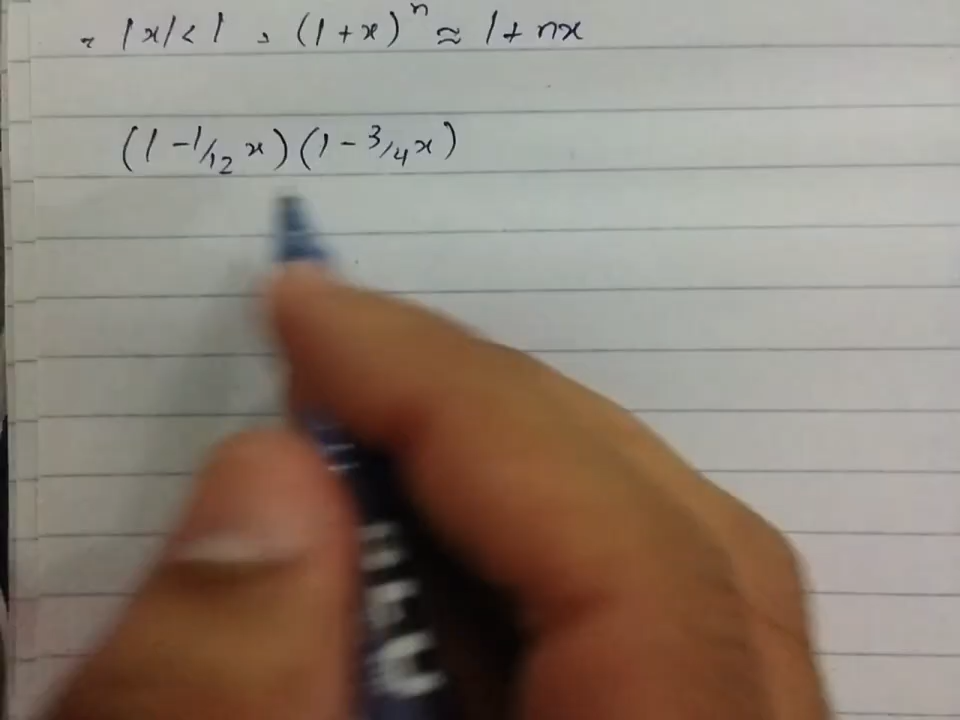 |x| < 1 , (1 + x)^n ≈ 1 + nx
(1 - 1/12 x)(1 - 3/4 x)